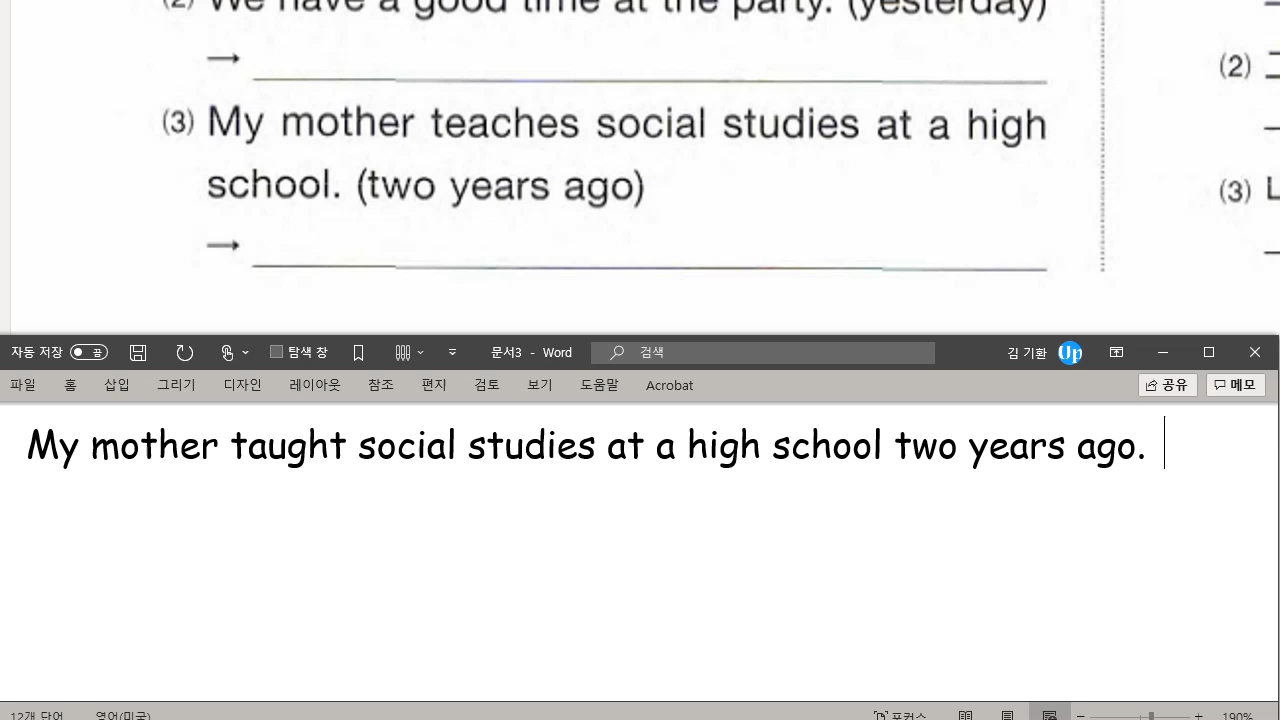 (2) We have a good time at the party. (yesterday)
→
(3) My mother teaches social studies at a high
school. (two years ago)
→
(2)
(3) L
자동 저장 끔 탐색 창 문서3 - Word 검색 김 기환 Up
파일 홈 삽입 그리기 디자인 레이아웃 참조 편지 검토 보기 도움말 Acrobat 공유 메모
My mother taught social studies at a high school two years ago.
12개 단어 영어(미국) 포커스 190%